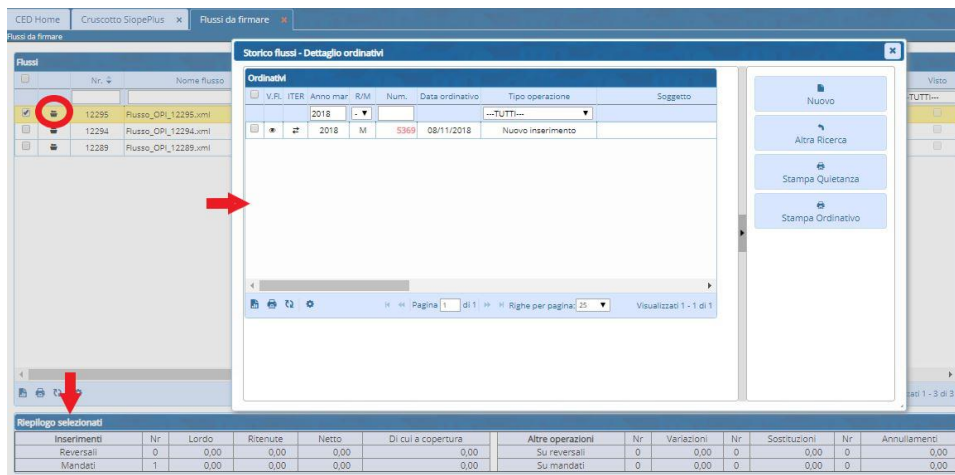 CED Home
Cruscotto SiopePlus ×
Flussi da firmare ×
Flussi da firmare
Flussi
Nr.
Nome flusso
Visto
---TUTTI---
12295 Flusso_OPI_12295.xml
12294 Flusso_OPI_12294.xml
12289 Flusso_OPI_12289.xml
Storico flussi - Dettaglio ordinativi
Ordinativi
V.FL. ITER Anno mar R/M Num. Data ordinativo Tipo operazione Soggetto
2018 - ---TUTTI---
2018 M 5369 08/11/2018 Nuovo inserimento
Pagina 1 di 1 Righe per pagina: 25 Visualizzati 1 - 1 di 1
Nuovo
Altra Ricerca
Stampa Quietanza
Stampa Ordinativo
ati 1 - 3 di 3
Riepilogo selezionati
Inserimenti Nr Lordo Ritenute Netto Di cui a copertura Altre operazioni Nr Variazioni Nr Sostituzioni Nr Annullamenti
Reversali 0 0,00 0,00 0,00 0,00 Su reversali 0 0,00 0 0,00 0 0,00
Mandati 1 0,00 0,00 0,00 0,00 Su mandati 0 0,00 0 0,00 0 0,00